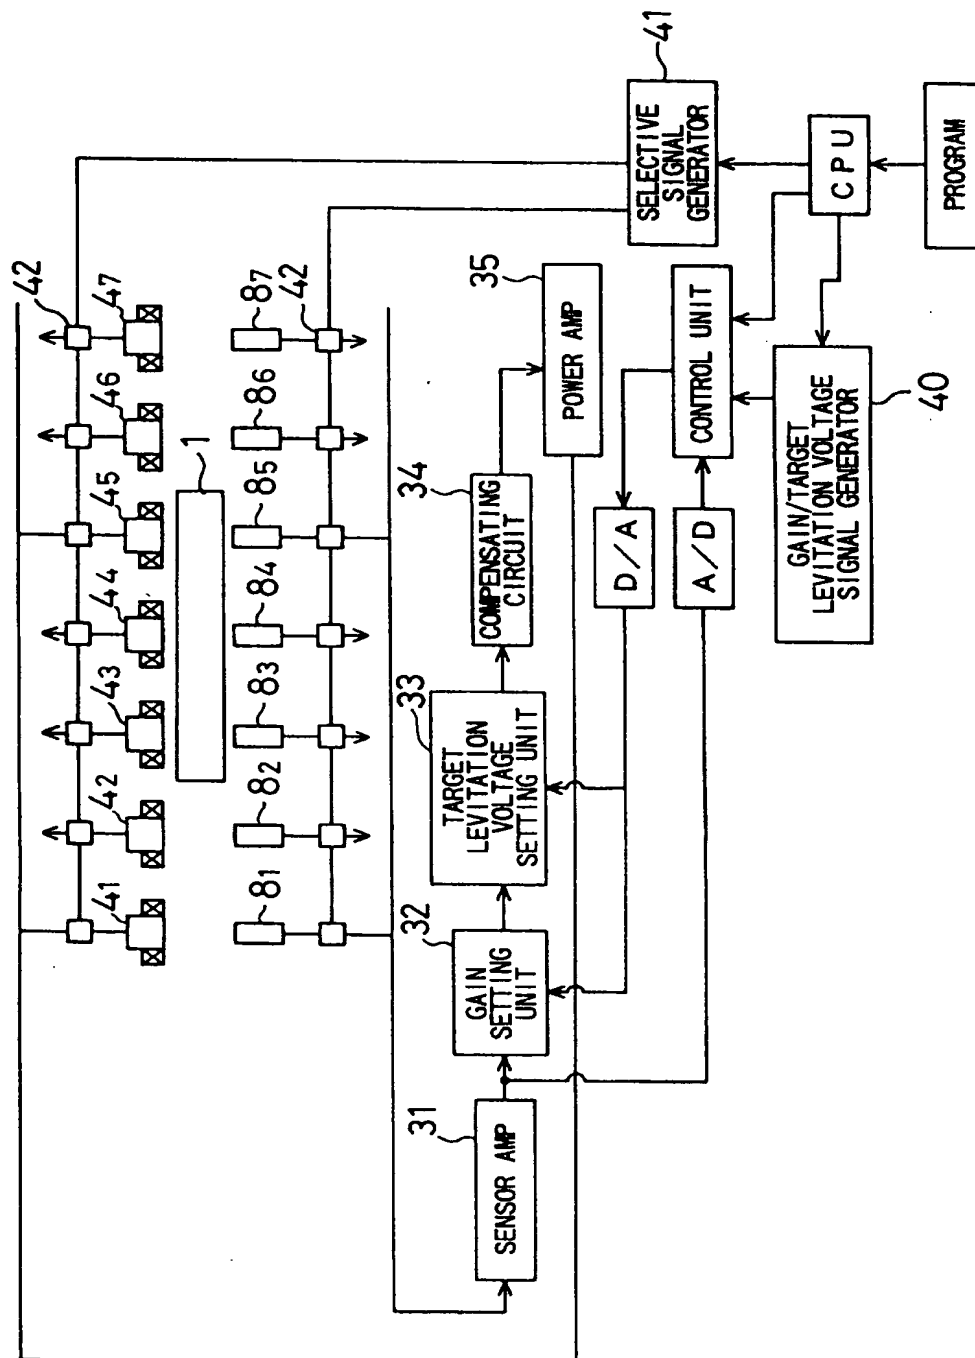 42
41
42
43
44
45
46
47
1
81
82
83
84
85
86
87
42
31
32
33
34
35
41
SENSOR AMP
GAIN
SETTING
UNIT
TARGET
LEVITATION
VOLTAGE
SETTING UNIT
COMPENSATING
CIRCUIT
POWER AMP
SELECTIVE
SIGNAL
GENERATOR
D/A
A/D
CONTROL UNIT
GAIN/TARGET
LEVITATION VOLTAGE
SIGNAL GENERATOR
40
CPU
PROGRAM